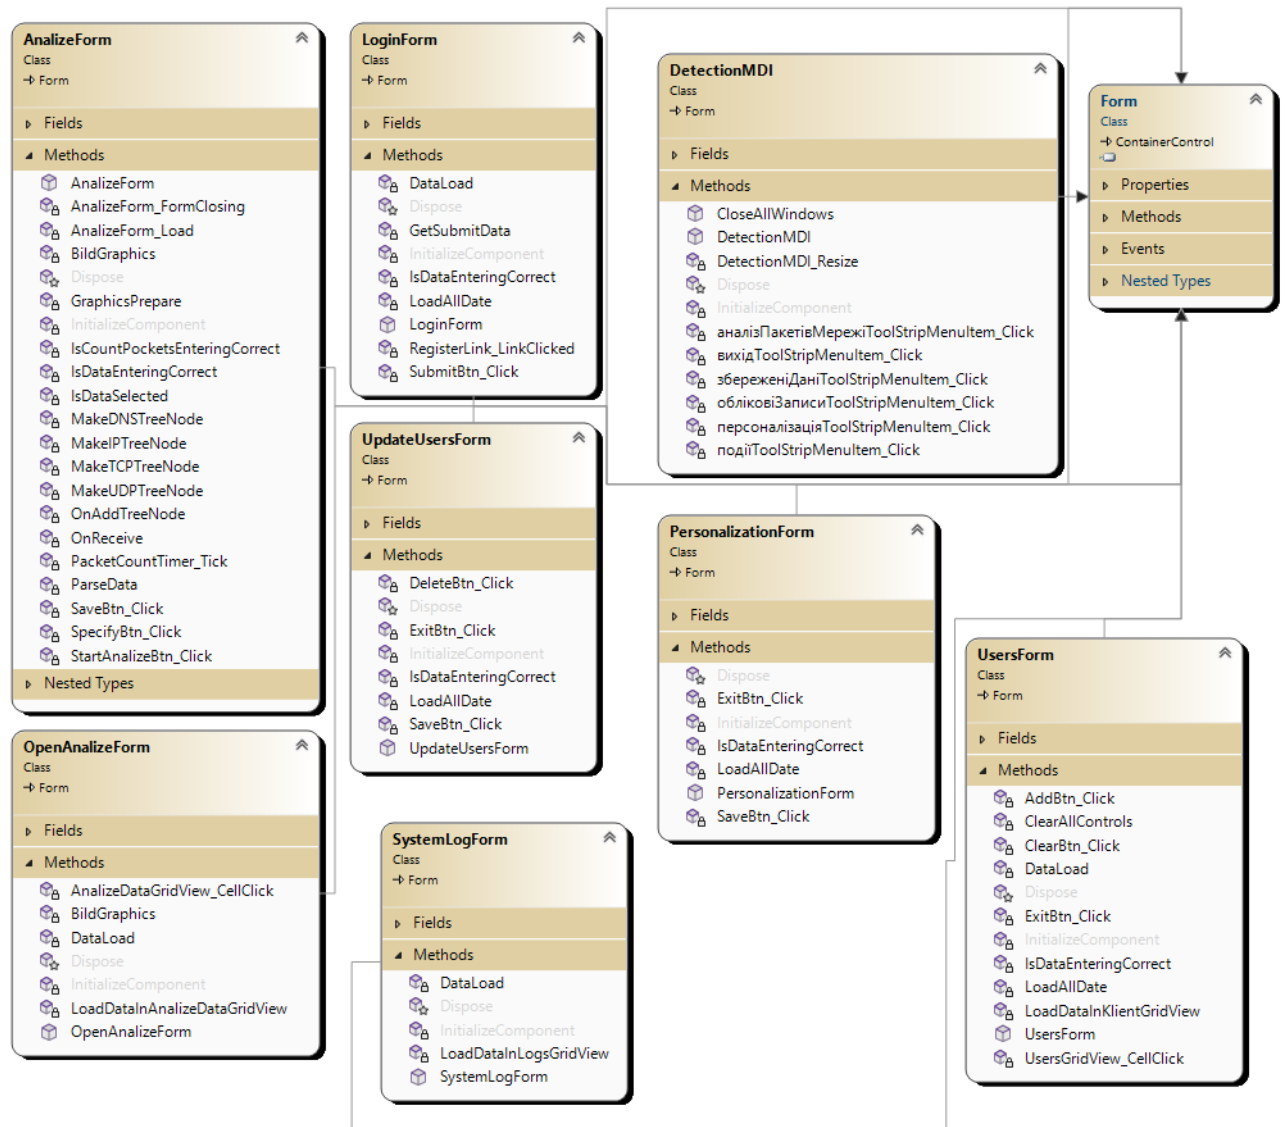 AnalizeForm
Class
Form
Fields
Methods
AnalizeForm
AnalizeForm_FormClosing
AnalizeForm_Load
BildGraphics
Dispose
GraphicsPrepare
InitializeComponent
IsCountPocketsEnteringCorrect
IsDataEnteringCorrect
IsDataSelected
MakeDNSTreeNode
MakeIPTreeNode
MakeTCPTreeNode
MakeUDPTreeNode
OnAddTreeNode
OnReceive
PacketCountTimer_Tick
ParseData
SaveBtn_Click
SpecifyBtn_Click
StartAnalizeBtn_Click
Nested Types
OpenAnalizeForm
Class
Form
Fields
Methods
AnalizeDataGridView_CellClick
BildGraphics
DataLoad
Dispose
InitializeComponent
LoadDataInAnalizeDataGridView
OpenAnalizeForm
LoginForm
Class
Form
Fields
Methods
DataLoad
Dispose
GetSubmitData
InitializeComponent
IsDataEnteringCorrect
LoadAllDate
LoginForm
RegisterLink_LinkClicked
SubmitBtn_Click
UpdateUsersForm
Class
Form
Fields
Methods
DeleteBtn_Click
Dispose
ExitBtn_Click
InitializeComponent
IsDataEnteringCorrect
LoadAllDate
SaveBtn_Click
UpdateUsersForm
SystemLogForm
Class
Form
Fields
Methods
DataLoad
Dispose
InitializeComponent
LoadDataInLogsGridView
SystemLogForm
DetectionMDI
Class
Form
Fields
Methods
CloseAllWindows
DetectionMDI
DetectionMDI_Resize
Dispose
InitializeComponent
аналізПакетівМережіToolStripMenuItem_Click
вихідToolStripMenuItem_Click
збереженіДаніToolStripMenuItem_Click
обліковіЗаписиToolStripMenuItem_Click
персоналізаціяToolStripMenuItem_Click
подіїToolStripMenuItem_Click
PersonalizationForm
Class
Form
Fields
Methods
Dispose
ExitBtn_Click
InitializeComponent
IsDataEnteringCorrect
LoadAllDate
PersonalizationForm
SaveBtn_Click
Form
Class
ContainerControl
Properties
Methods
Events
Nested Types
UsersForm
Class
Form
Fields
Methods
AddBtn_Click
ClearAllControls
ClearBtn_Click
DataLoad
Dispose
ExitBtn_Click
InitializeComponent
IsDataEnteringCorrect
LoadAllDate
LoadDataInKlientGridView
UsersForm
UsersGridView_CellClick